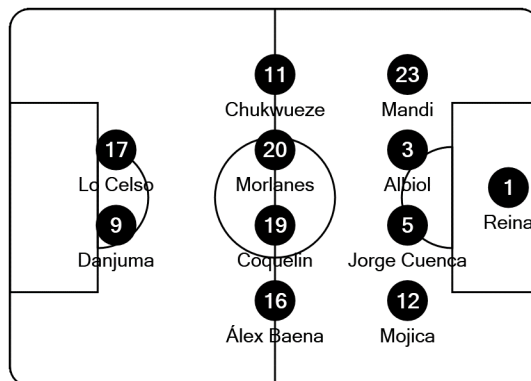 11
Chukwueze
23
Mandi
17
Lo Celso
20
Morlanes
3
Albiol
1
Reina
9
Danjuma
19
Coquelin
5
Jorge Cuenca
16
Álex Baena
12
Mojica